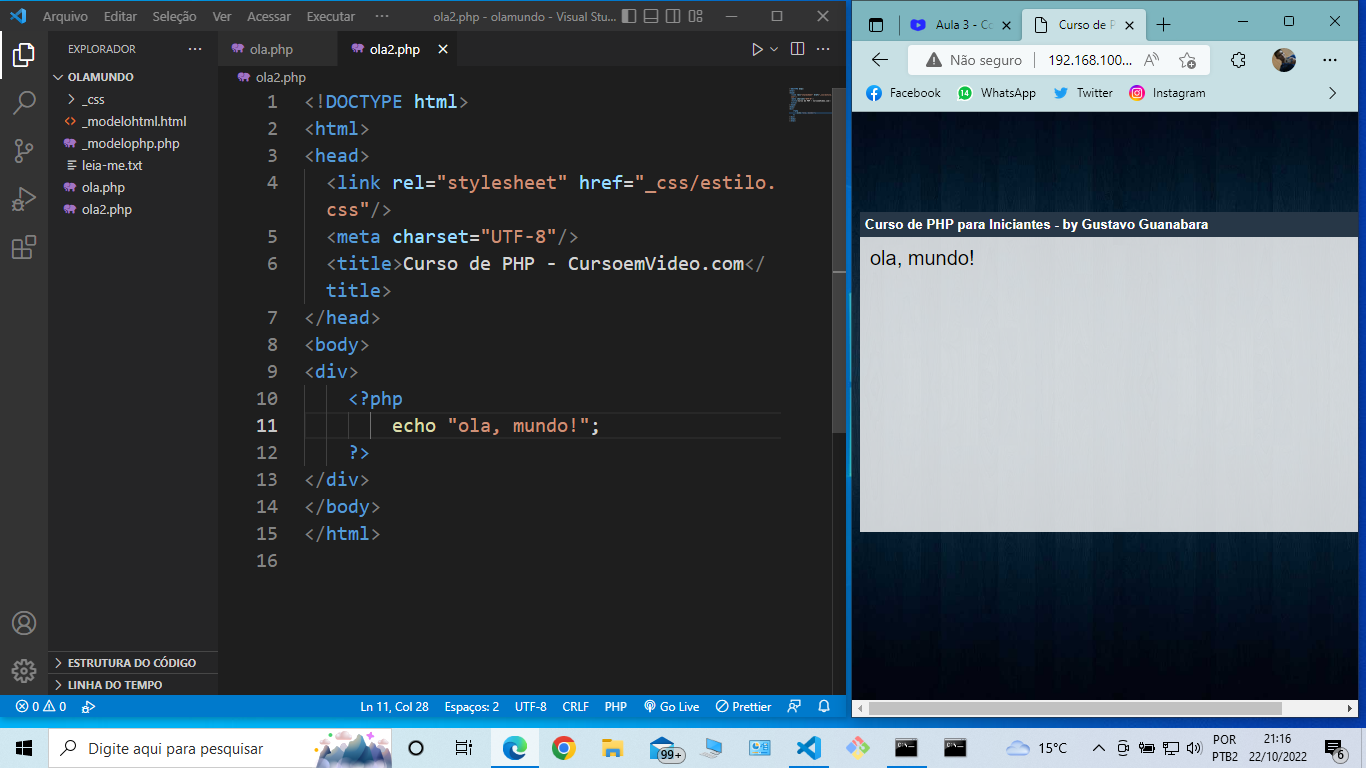 Arquivo Editar Seleção Ver Acessar Executar ··· ola2.php - olamundo - Visual Stu...
EXPLORADOR ···
OLAMUNDO
_css
_modelohtml.html
_modelophp.php
leia-me.txt
ola.php
ola2.php
ESTRUTURA DO CÓDIGO
LINHA DO TEMPO
ola.php ola2.php
ola2.php
1 <!DOCTYPE html>
2 <html>
3 <head>
4 <link rel="stylesheet" href="_css/estilo.
css"/>
5 <meta charset="UTF-8"/>
6 <title>Curso de PHP - CursoemVideo.com</
title>
7 </head>
8 <body>
9 <div>
10 <?php
11 echo "ola, mundo!";
12 ?>
13 </div>
14 </body>
15 </html>
16
0 0 Ln 11, Col 28 Espaços: 2 UTF-8 CRLF PHP Go Live Prettier
Aula 3 - Co Curso de P
Não seguro 192.168.100...
Facebook 14 WhatsApp Twitter Instagram
Curso de PHP para Iniciantes - by Gustavo Guanabara
ola, mundo!
Digite aqui para pesquisar 99+ 15°C POR 21:16
PTB2 22/10/2022 6